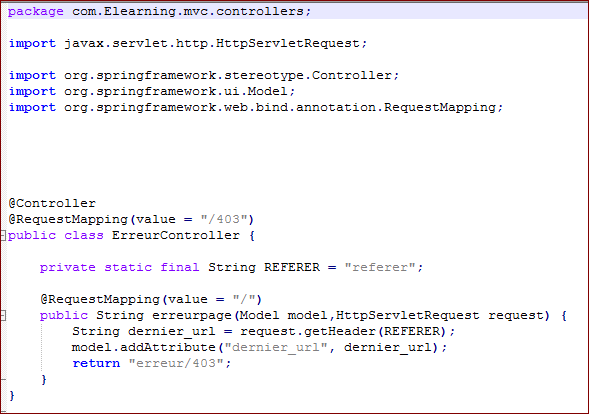 package com.Elearning.mvc.controllers;
import javax.servlet.http.HttpServletRequest;
import org.springframework.stereotype.Controller;
import org.springframework.ui.Model;
import org.springframework.web.bind.annotation.RequestMapping;
@Controller
@RequestMapping(value = "/403")
public class ErreurController {
private static final String REFERER = "referer";
@RequestMapping(value = "/")
public String erreurpage(Model model,HttpServletRequest request) {
String dernier_url = request.getHeader(REFERER);
model.addAttribute("dernier_url", dernier_url);
return "erreur/403";
}
}